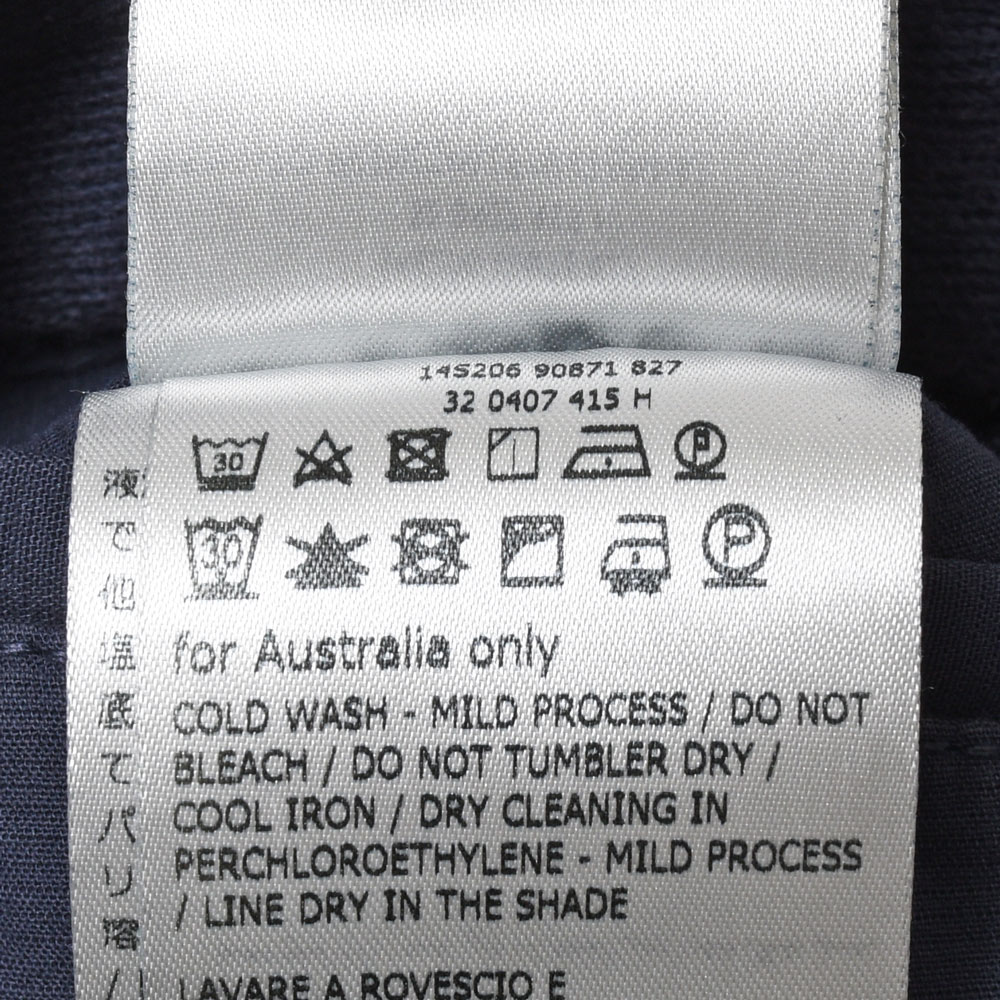 14S206 90871 827
32 0407 415 H
30
P
30
P
for Australia only
COLD WASH - MILD PROCESS / DO NOT
BLEACH / DO NOT TUMBLER DRY /
COOL IRON / DRY CLEANING IN
PERCHLOROETHYLENE - MILD PROCESS
/ LINE DRY IN THE SHADE
LAVARE A ROVESCIO E
液
で
他
塩
底
て
パ
リ
溶